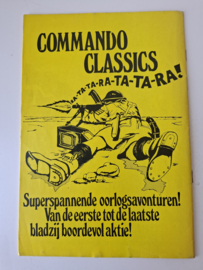 COMMANDO
CLASSICS
RA-TA-TA-RA-TA-TA-RA!
Superspannende oorlogsavonturen!
Van de eerste tot de laatste
bladzij boordevol aktie!